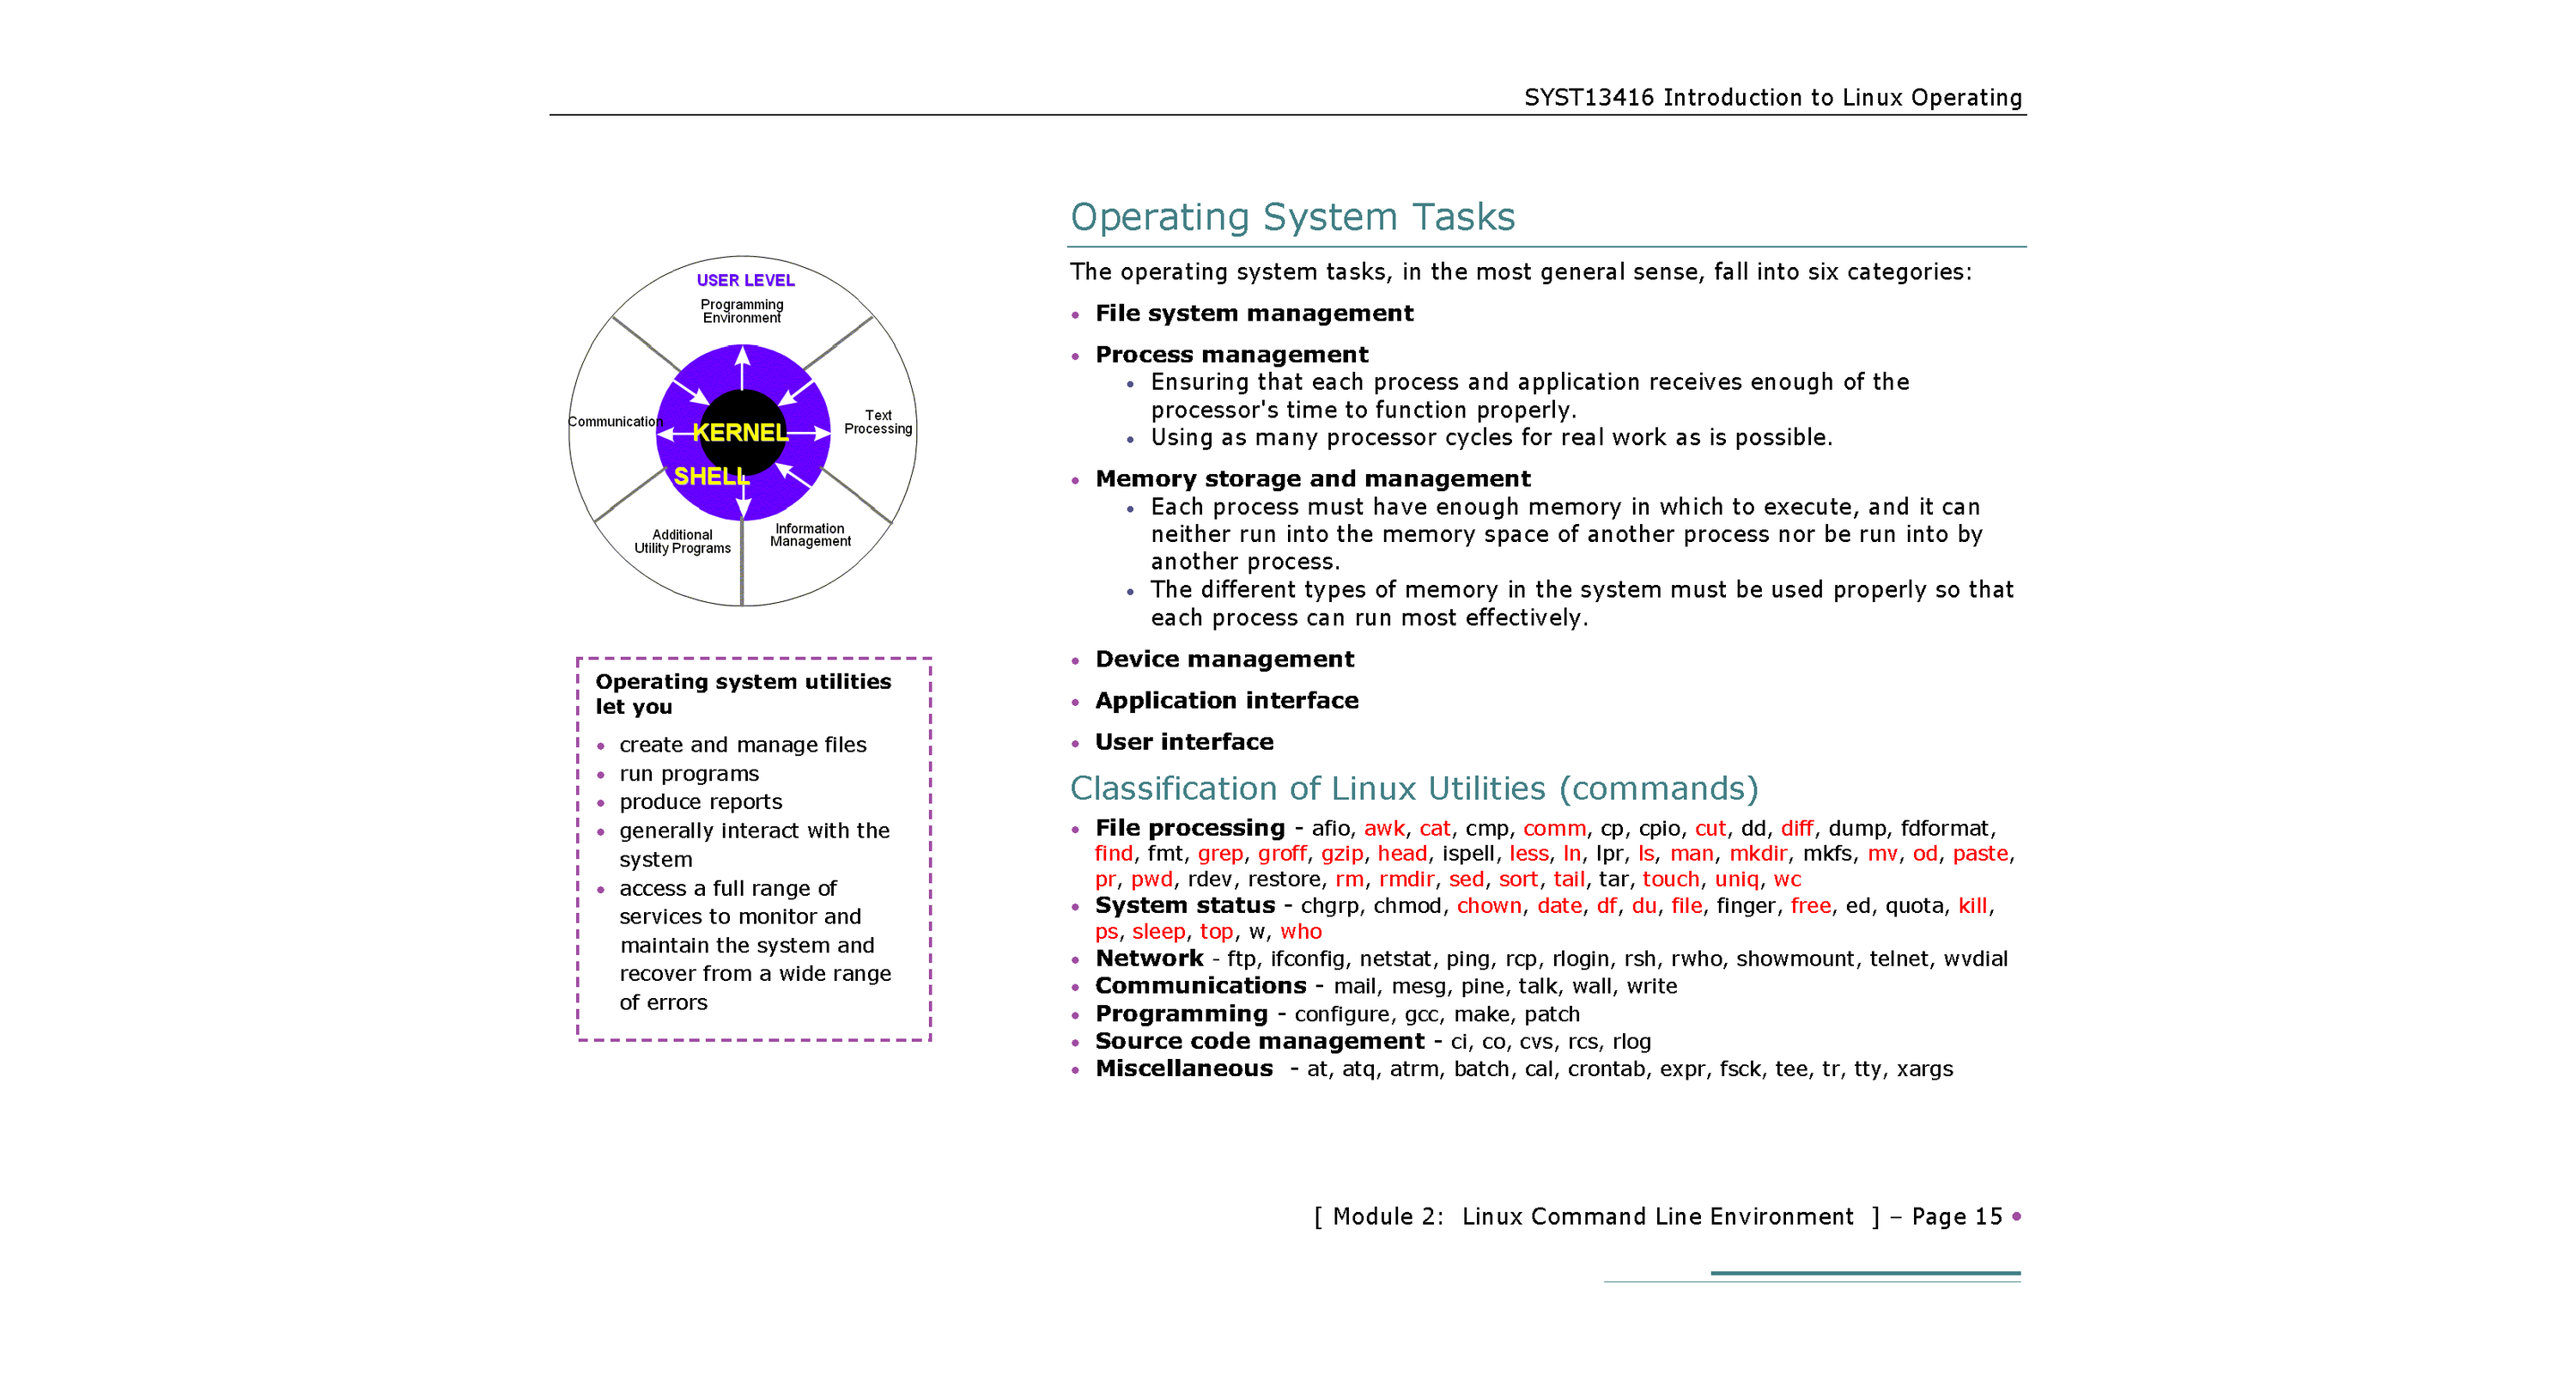 SYST13416 Introduction to Linux Operating
USER LEVEL
Programming
Environment
Communication
Text
Processing
KERNEL
SHELL
Additional
Utility Programs
Information
Management
Operating system utilities
let you
• create and manage files
• run programs
• produce reports
• generally interact with the
system
• access a full range of
services to monitor and
maintain the system and
recover from a wide range
of errors
Operating System Tasks
The operating system tasks, in the most general sense, fall into six categories:
• File system management
• Process management
• Ensuring that each process and application receives enough of the
processor's time to function properly.
• Using as many processor cycles for real work as is possible.
• Memory storage and management
• Each process must have enough memory in which to execute, and it can
neither run into the memory space of another process nor be run into by
another process.
• The different types of memory in the system must be used properly so that
each process can run most effectively.
• Device management
• Application interface
• User interface
Classification of Linux Utilities (commands)
• File processing - afio, awk, cat, cmp, comm, cp, cpio, cut, dd, diff, dump, fdformat,
find, fmt, grep, groff, gzip, head, ispell, less, ln, lpr, ls, man, mkdir, mkfs, mv, od, paste,
pr, pwd, rdev, restore, rm, rmdir, sed, sort, tail, tar, touch, uniq, wc
• System status - chgrp, chmod, chown, date, df, du, file, finger, free, ed, quota, kill,
ps, sleep, top, w, who
• Network - ftp, ifconfig, netstat, ping, rcp, rlogin, rsh, rwho, showmount, telnet, wvdial
• Communications - mail, mesg, pine, talk, wall, write
• Programming - configure, gcc, make, patch
• Source code management - ci, co, cvs, rcs, rlog
• Miscellaneous - at, atq, atrm, batch, cal, crontab, expr, fsck, tee, tr, tty, xargs
[ Module 2: Linux Command Line Environment ] – Page 15 •